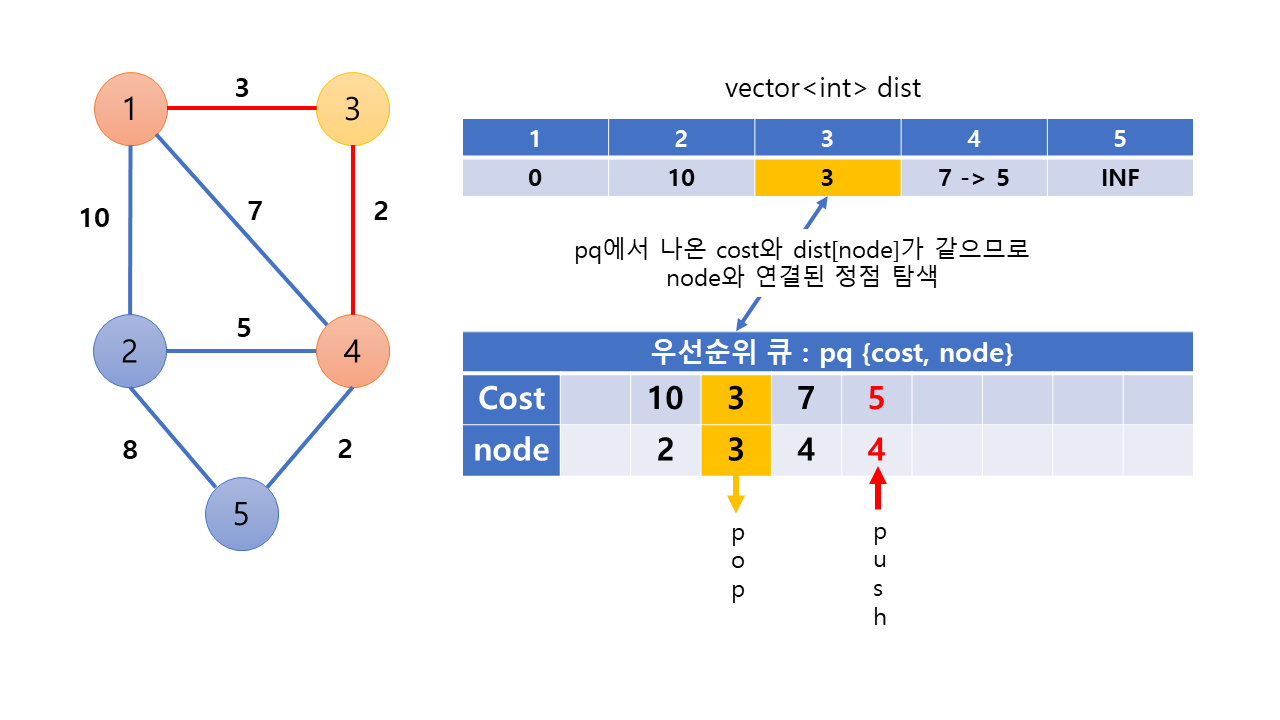 1
3
3
10
7
2
2
5
4
8
2
5
vector<int> dist
1 2 3 4 5
0 10 3 7 -> 5 INF
pq에서 나온 cost와 dist[node]가 같으므로
node와 연결된 정점 탐색
우선순위 큐 : pq {cost, node}
Cost 10 3 7 5
node 2 3 4 4
pop
push